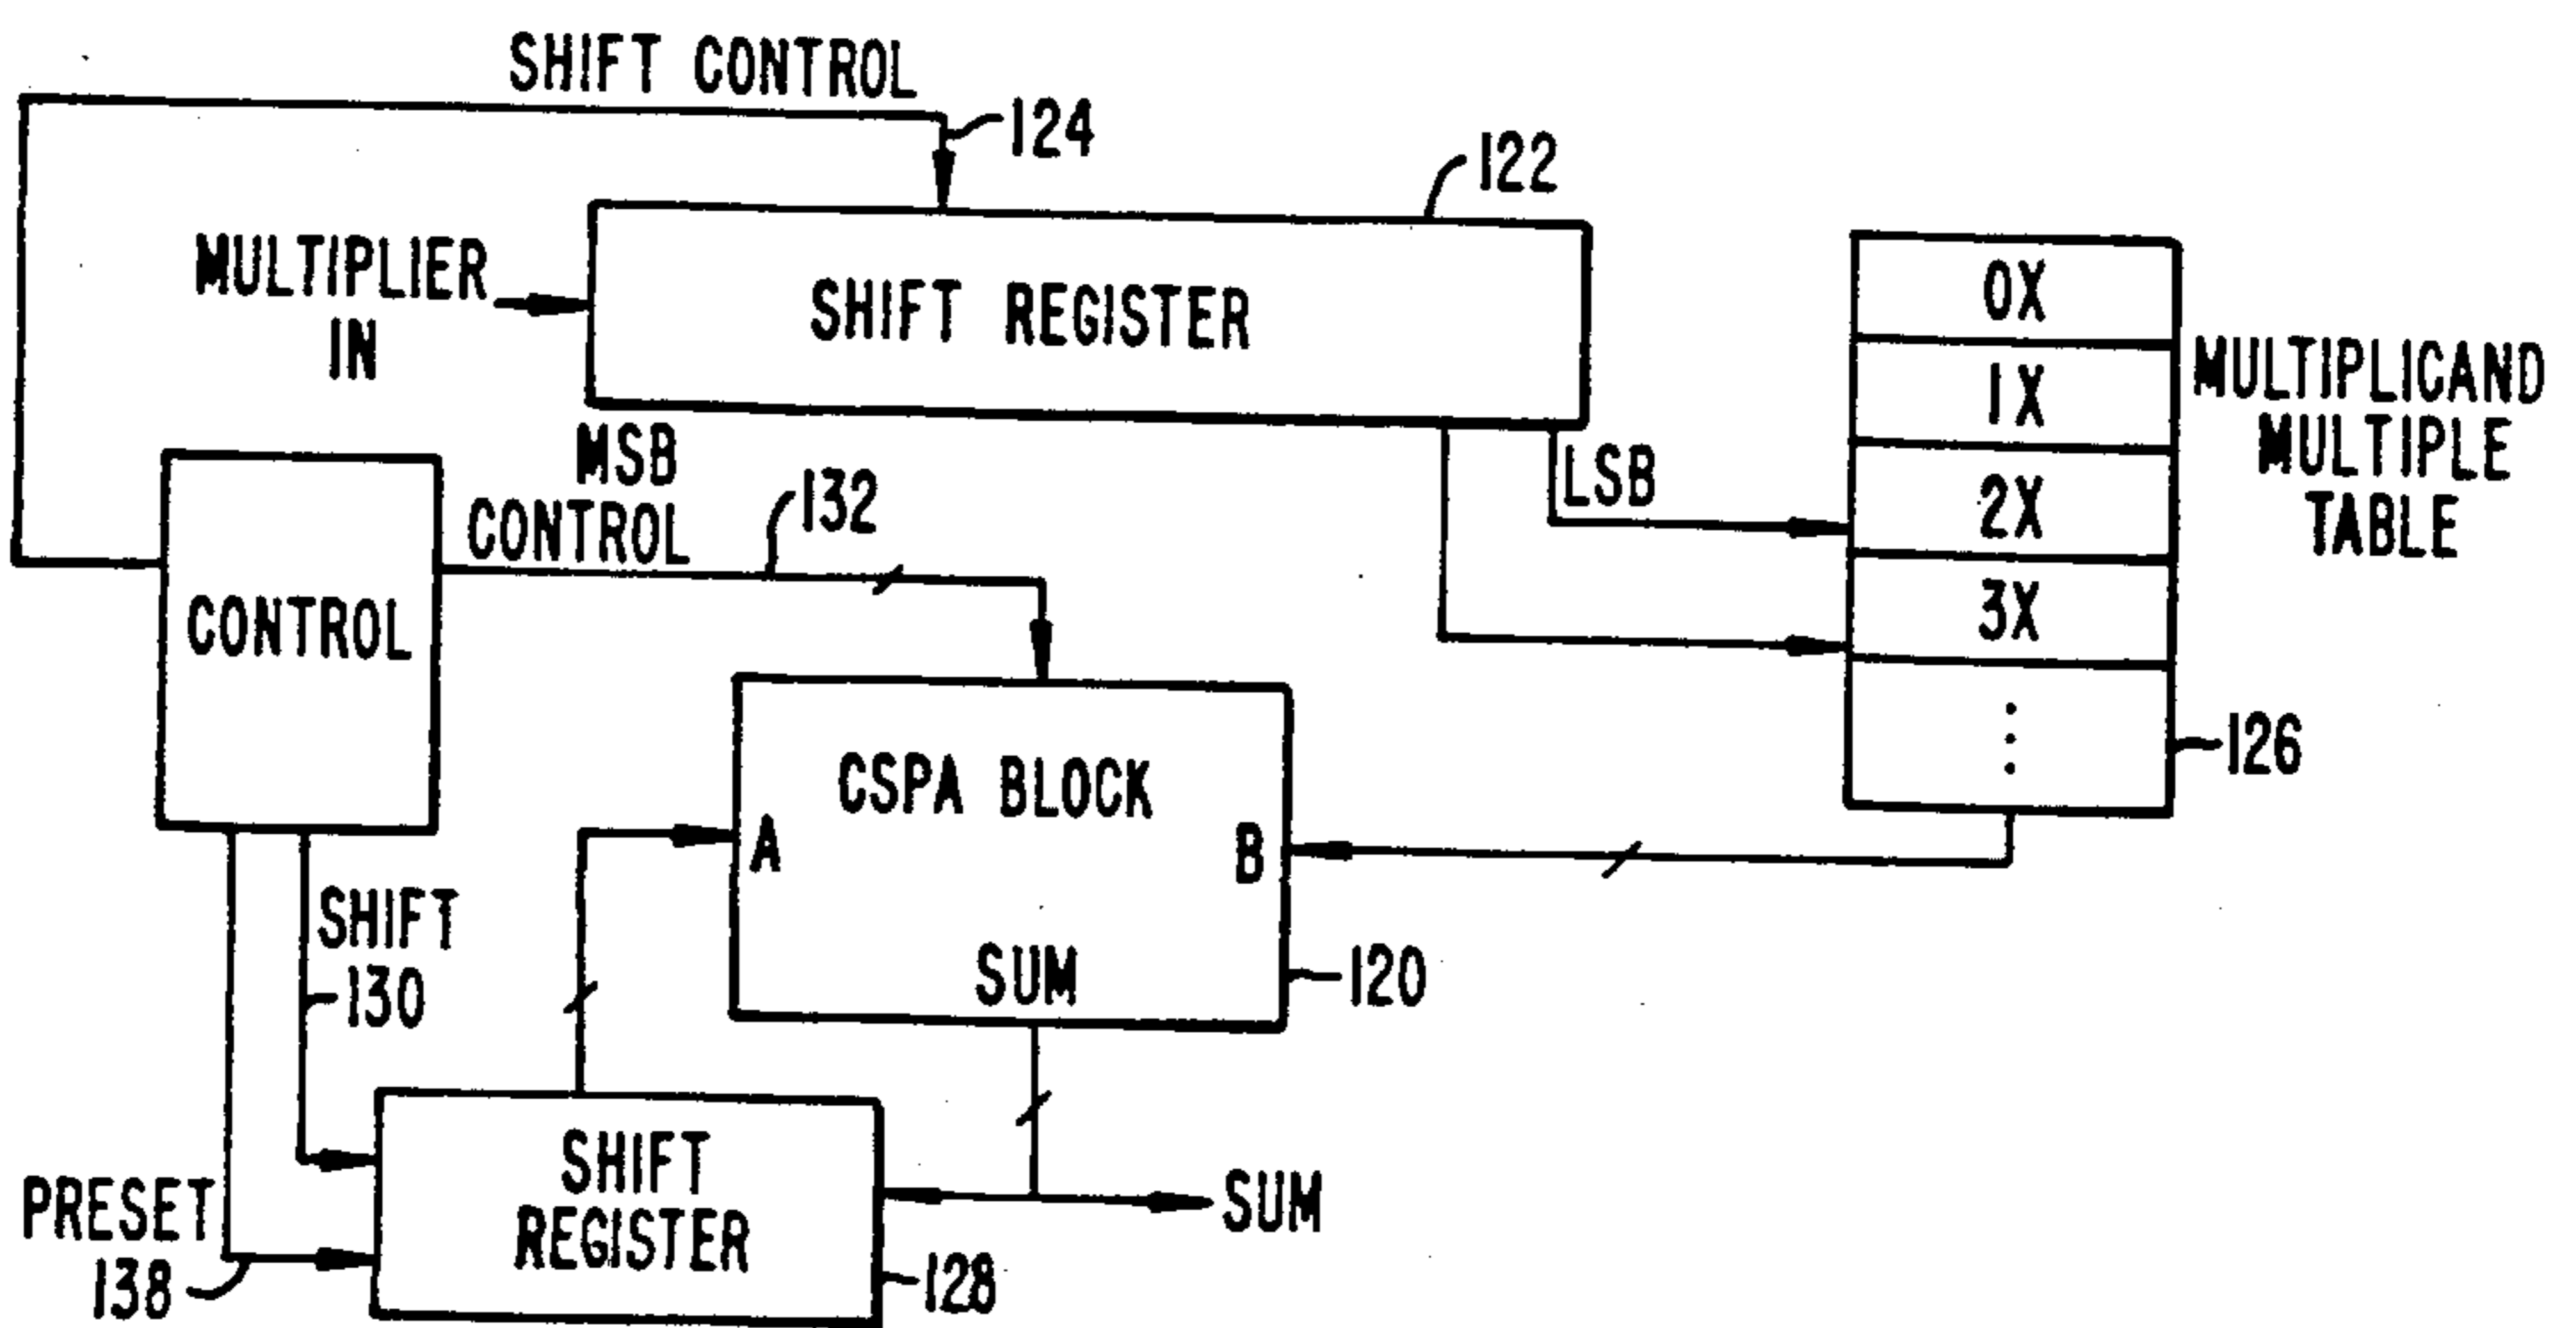 SHIFT CONTROL
124
122
MULTIPLIER
IN
SHIFT REGISTER
0X
1X
2X
3X
MULTIPLICAND
MULTIPLE
TABLE
126
LSB
MSB
CONTROL
132
CONTROL
CSPA BLOCK
A
B
SUM
120
SHIFT
130
PRESET
138
SHIFT
REGISTER
128
SUM